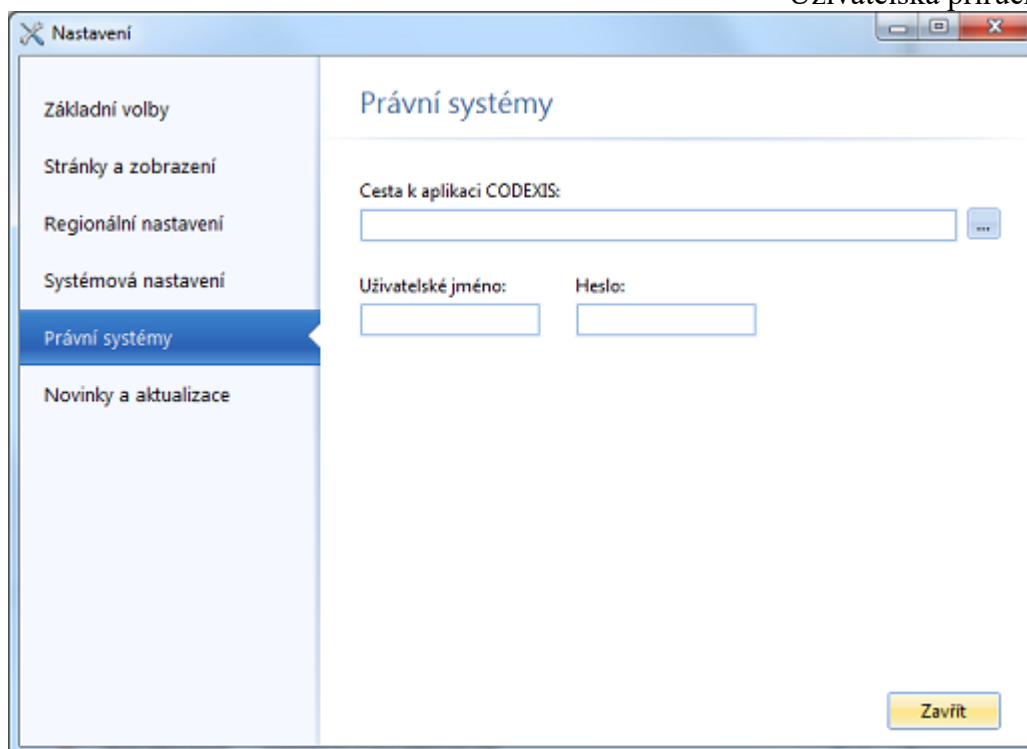 Nastavení
Základní volby
Stránky a zobrazení
Regionální nastavení
Systémová nastavení
Právní systémy
Novinky a aktualizace
Právní systémy
Cesta k aplikaci CODEXIS:
...
Uživatelské jméno: Heslo:
Zavřít